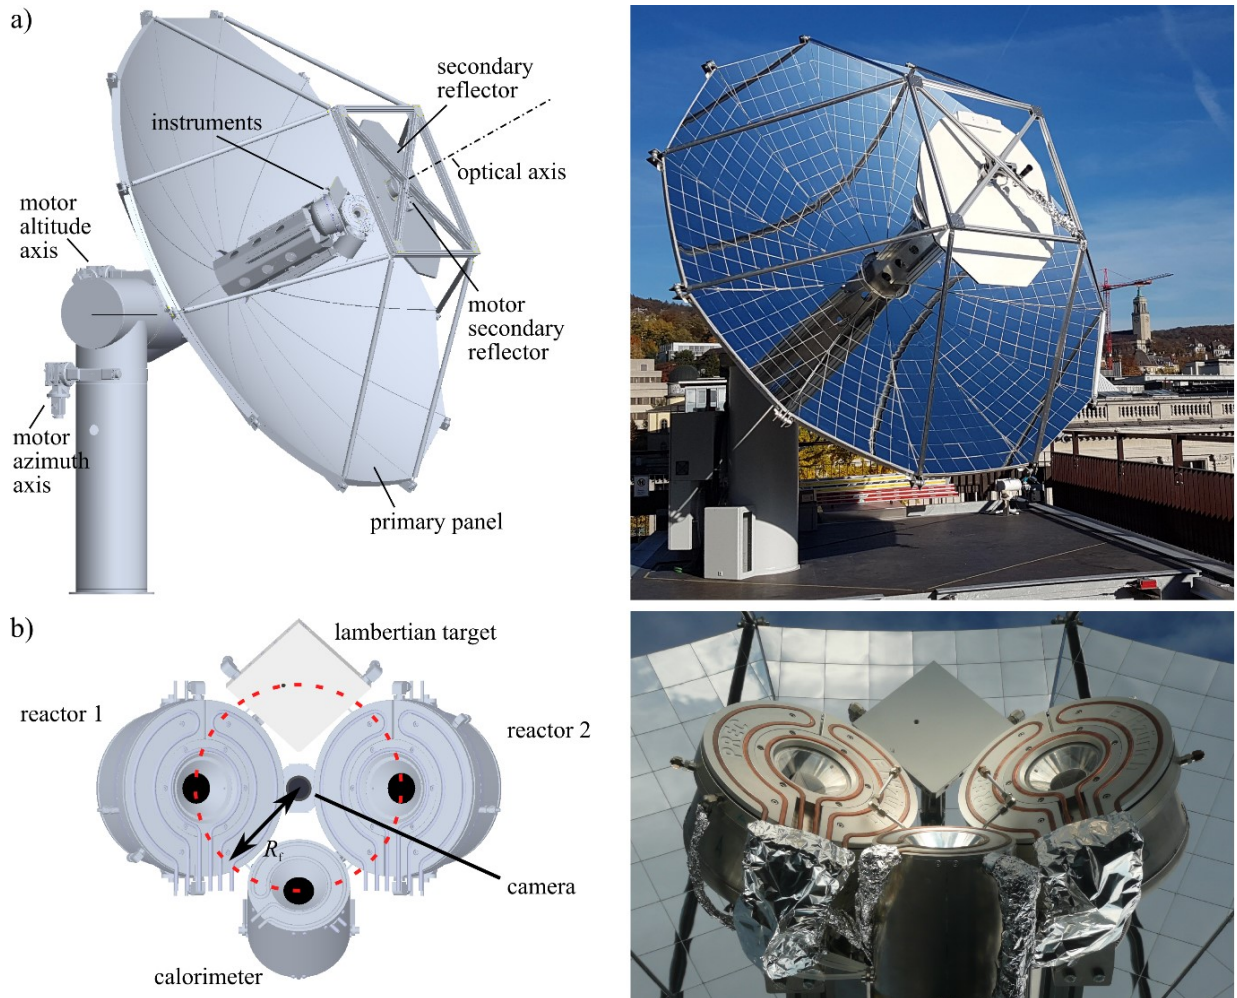 a)
secondary
reflector
instruments
optical axis
motor
altitude
axis
motor
secondary
reflector
motor
azimuth
axis
primary panel
b)
lambertian target
reactor 1
reactor 2
Rf
camera
calorimeter